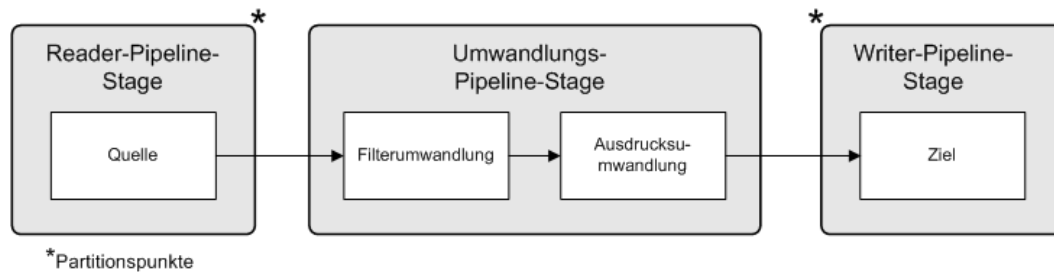 *
*
Reader-Pipeline-
Stage
Umwandlungs-
Pipeline-Stage
Writer-Pipeline-
Stage
Quelle
Filterumwandlung
Ausdrucksu-
mwandlung
Ziel
*Partitionspunkte